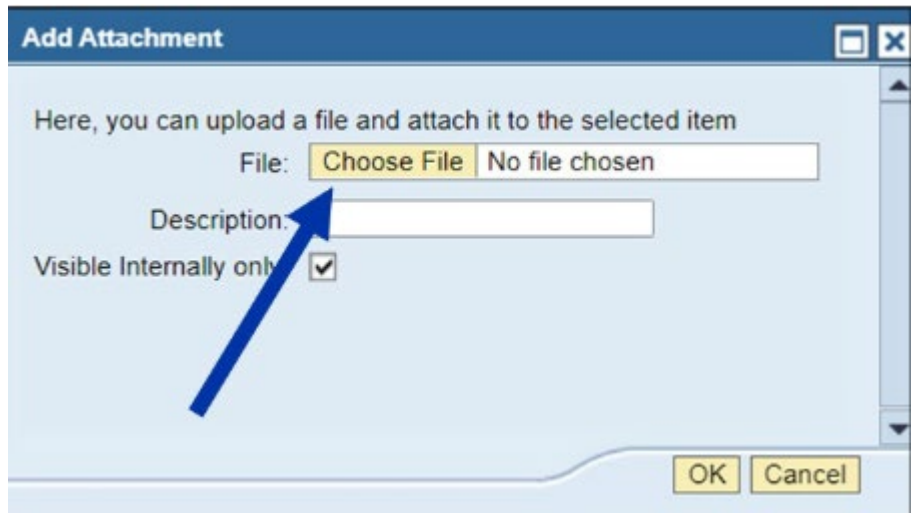 Add Attachment
Here, you can upload a file and attach it to the selected item
File: Choose File No file chosen
Description:
Visible Internally only
OK Cancel